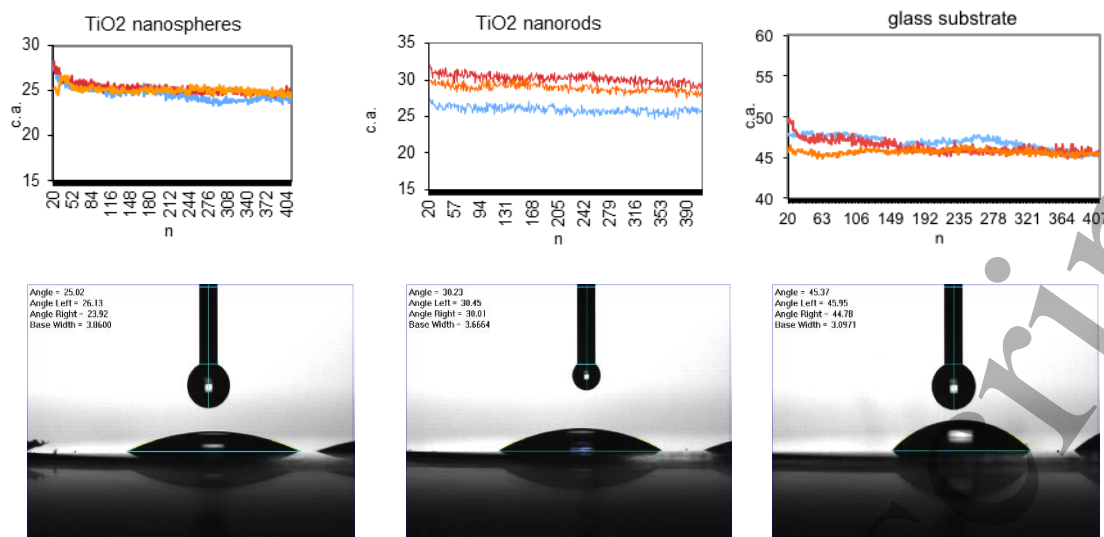 TiO2 nanospheres
30
25
20
15
c.a.
20 52 84 116 148 180 212 244 276 308 340 372 404
n
TiO2 nanorods
35
30
25
20
15
c.a.
20 57 94 131 168 205 242 279 316 353 390
n
glass substrate
60
55
50
45
40
c.a.
20 63 106 149 192 235 278 321 364 407
n
Angle = 25.02
Angle Left = 26.13
Angle Right = 23.92
Base Width = 3.8600
Angle = 30.23
Angle Left = 30.45
Angle Right = 30.01
Base Width = 3.6664
Angle = 45.37
Angle Left = 45.95
Angle Right = 44.78
Base Width = 3.0971